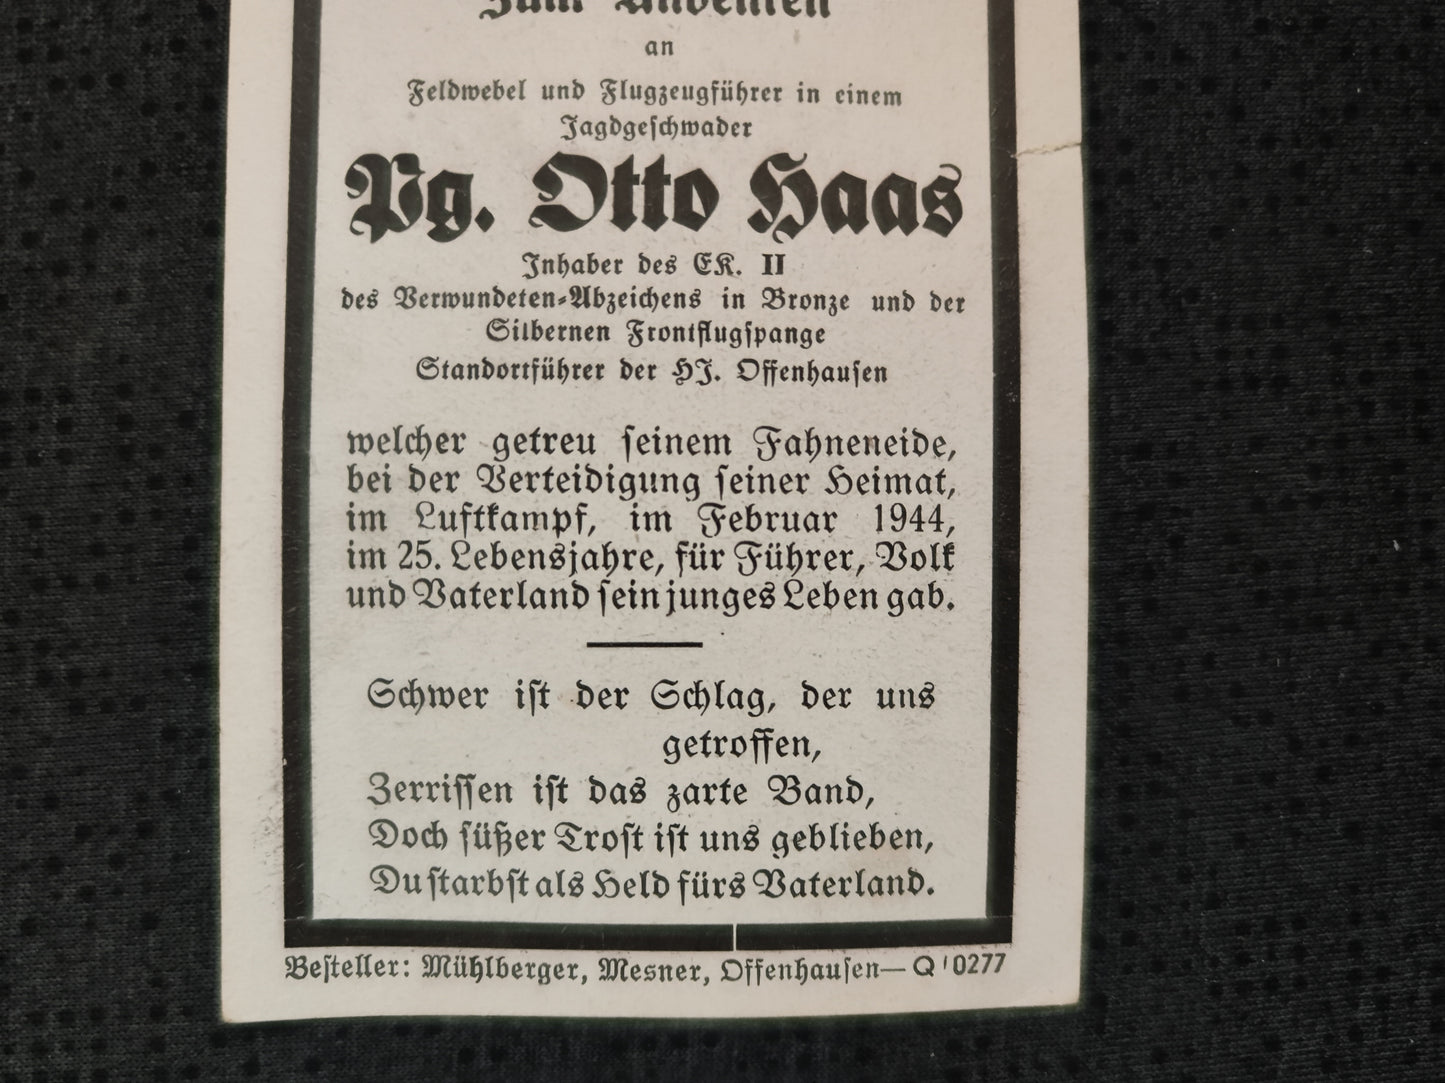 Zum Andenken
an
Feldwebel und Flugzeugführer in einem
Jagdgeschwader
Pg. Otto Haas
Inhaber des EK. II
des Verwundeten-Abzeichens in Bronze und der
Silbernen Frontflugspange
Standortführer der HJ. Offenhausen
welcher getreu seinem Fahneneide,
bei der Verteidigung seiner Heimat,
im Luftkampf, im Februar 1944,
im 25. Lebensjahre, für Führer, Volk
und Vaterland sein junges Leben gab.
Schwer ist der Schlag, der uns
getroffen,
Zerrissen ist das zarte Band,
Doch süßer Trost ist uns geblieben,
Du starbst als Held fürs Vaterland.
Besteller: Mühlberger, Mesner, Offenhausen— Q'0277